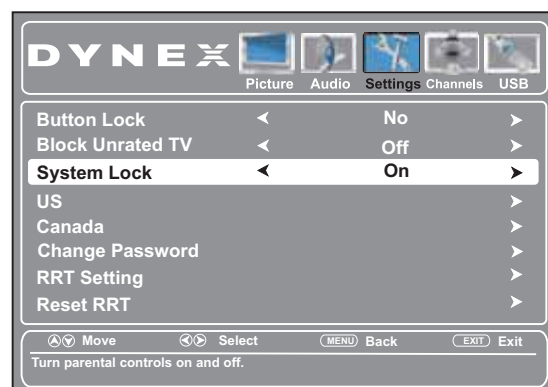 DYNEX
Picture Audio Settings Channels USB
Button Lock No
Block Unrated TV Off
System Lock On
US
Canada
Change Password
RRT Setting
Reset RRT
Move Select MENU Back EXIT Exit
Turn parental controls on and off.